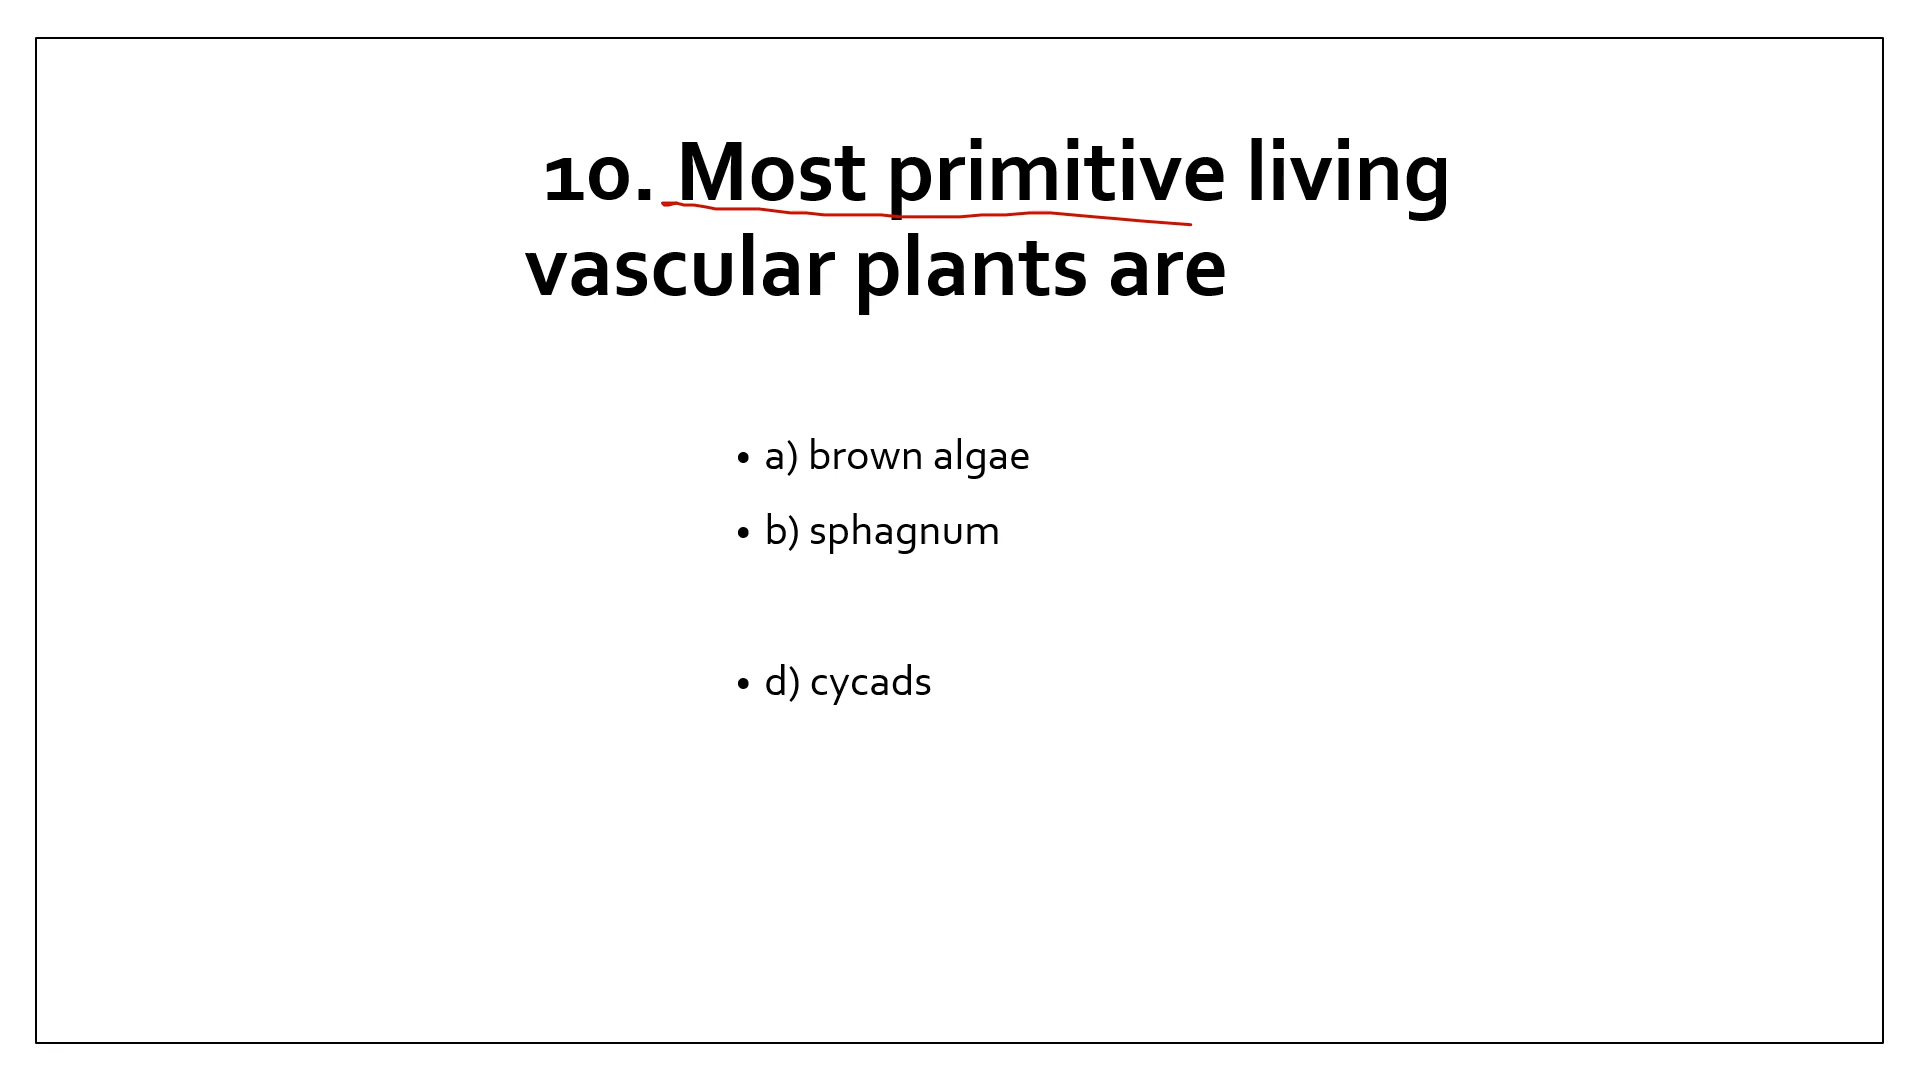 10. Most primitive living
vascular plants are
• a) brown algae
• b) sphagnum
• d) cycads